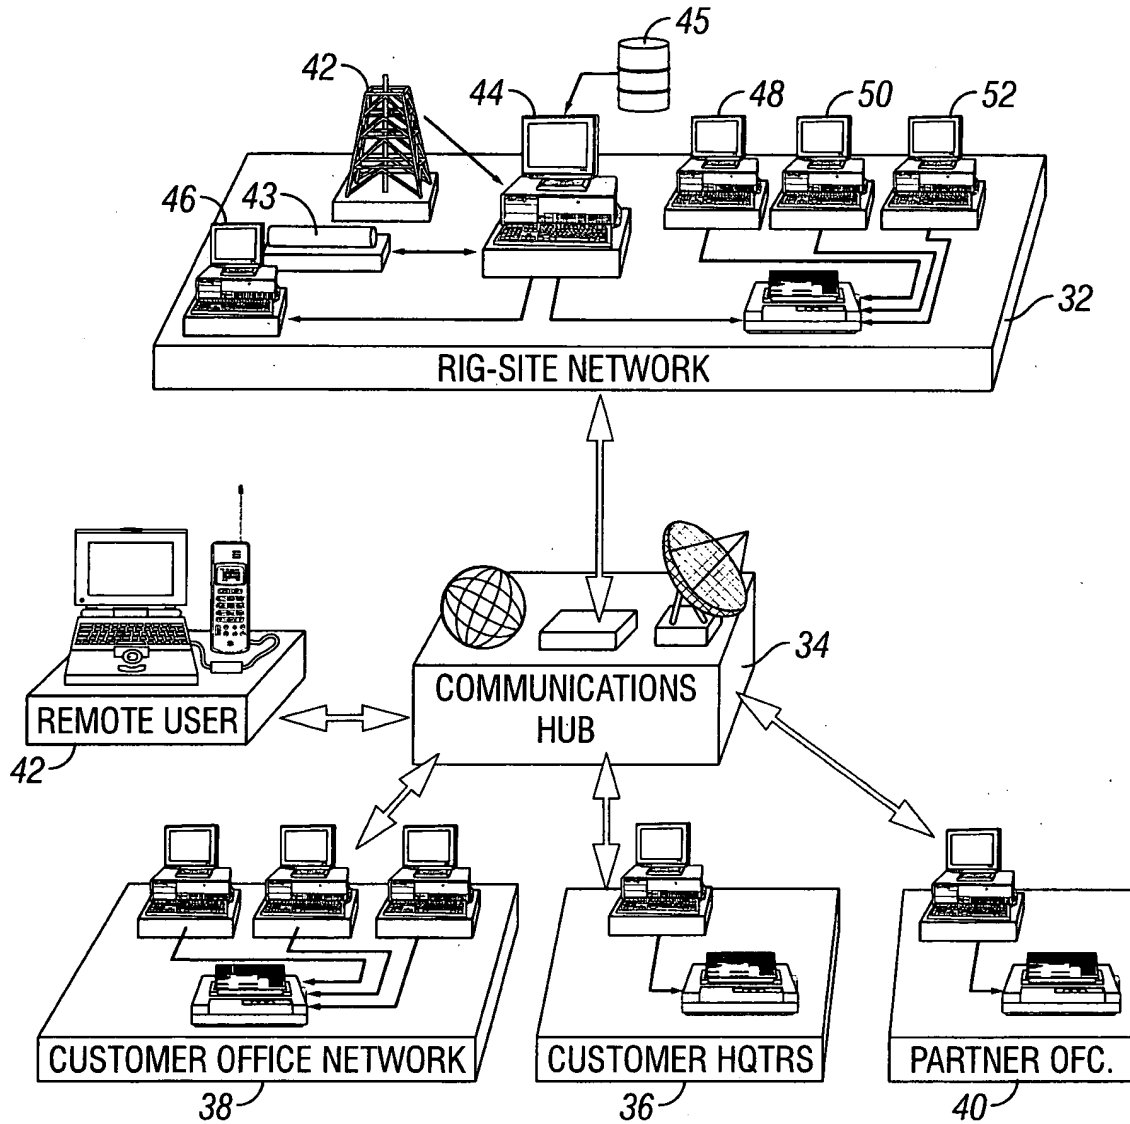 45
42
44
48
50
52
46
43
32
RIG-SITE NETWORK
34
COMMUNICATIONS
HUB
REMOTE USER
42
CUSTOMER OFFICE NETWORK
CUSTOMER HQTRS
PARTNER OFC.
38
36
40